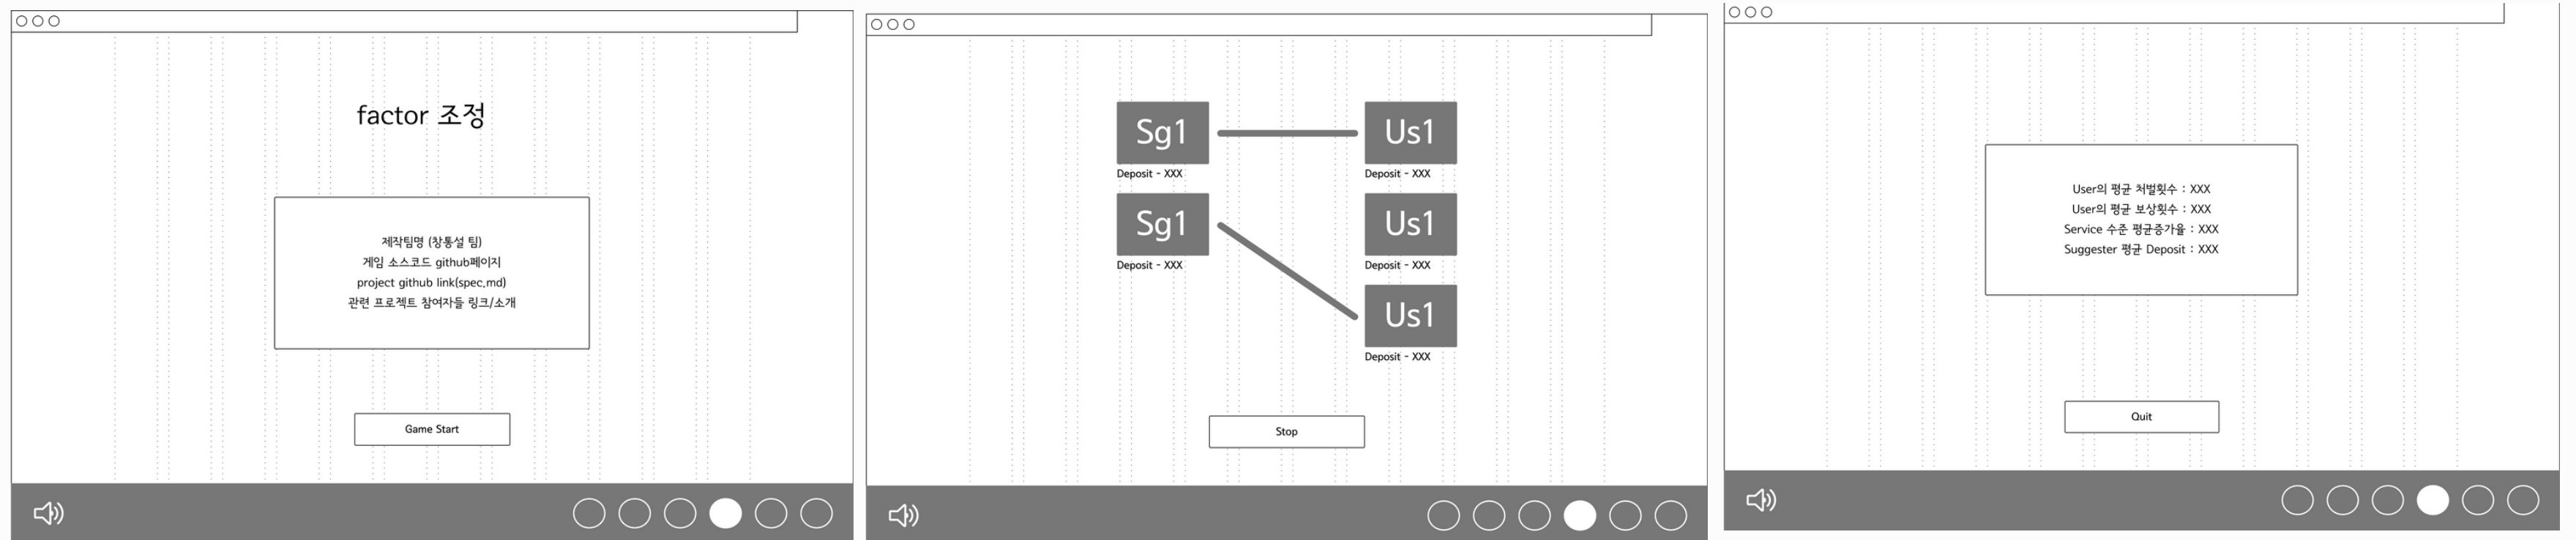 factor 조정
제작팀명 (창통설 팀)
게임 소스코드 github페이지
project github link(spec.md)
관련 프로젝트 참여자들 링크/소개
Game Start
Sg1
Us1
Deposit - XXX
Deposit - XXX
Sg1
Us1
Deposit - XXX
Deposit - XXX
Us1
Deposit - XXX
Stop
User의 평균 처벌횟수 : XXX
User의 평균 보상횟수 : XXX
Service 수준 평균증가율 : XXX
Suggester 평균 Deposit : XXX
Quit